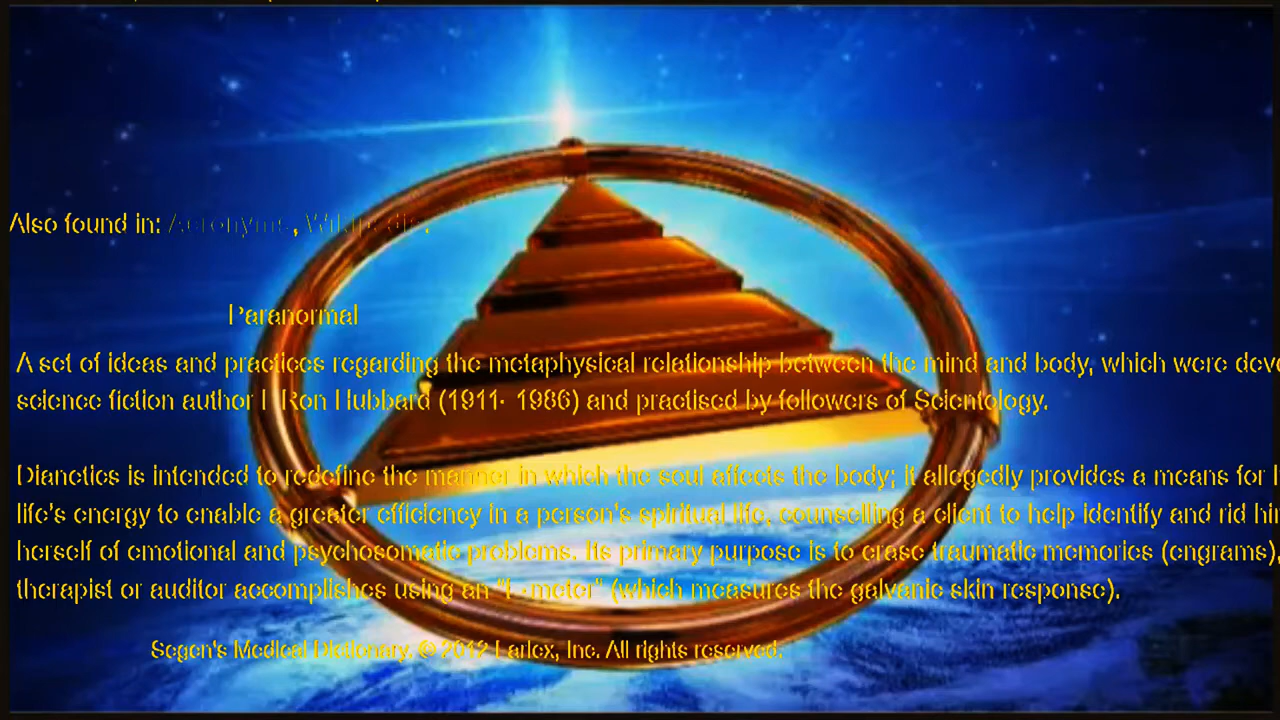 Also found in: Acronyms, Wikipedia.
Paranormal
A set of ideas and practices regarding the metaphysical relationship between the mind and body, which were deve
science fiction author L Ron Hubbard (1911- 1986) and practised by followers of Scientology.
Dianetics is intended to redefine the manner in which the soul affects the body; it allegedly provides a means for
life's energy to enable a greater efficiency in a person's spiritual life, counselling a client to help identify and rid
herself of emotional and psychosomatic problems. Its primary purpose is to erase traumatic memories (engrams),
therapist or auditor accomplishes using an "E-meter" (which measures the galvanic skin response).
Segen's Medical Dictionary. © 2012 Farlex, Inc. All rights reserved.